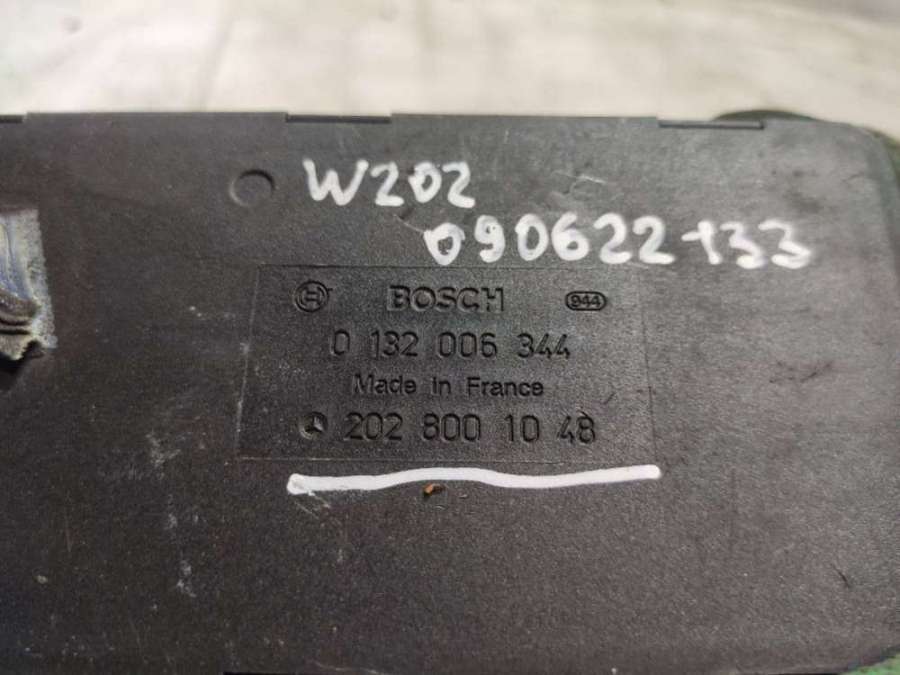 W202
090622-133
BOSCH 944
0 132 006 344
Made in France
202 800 10 48